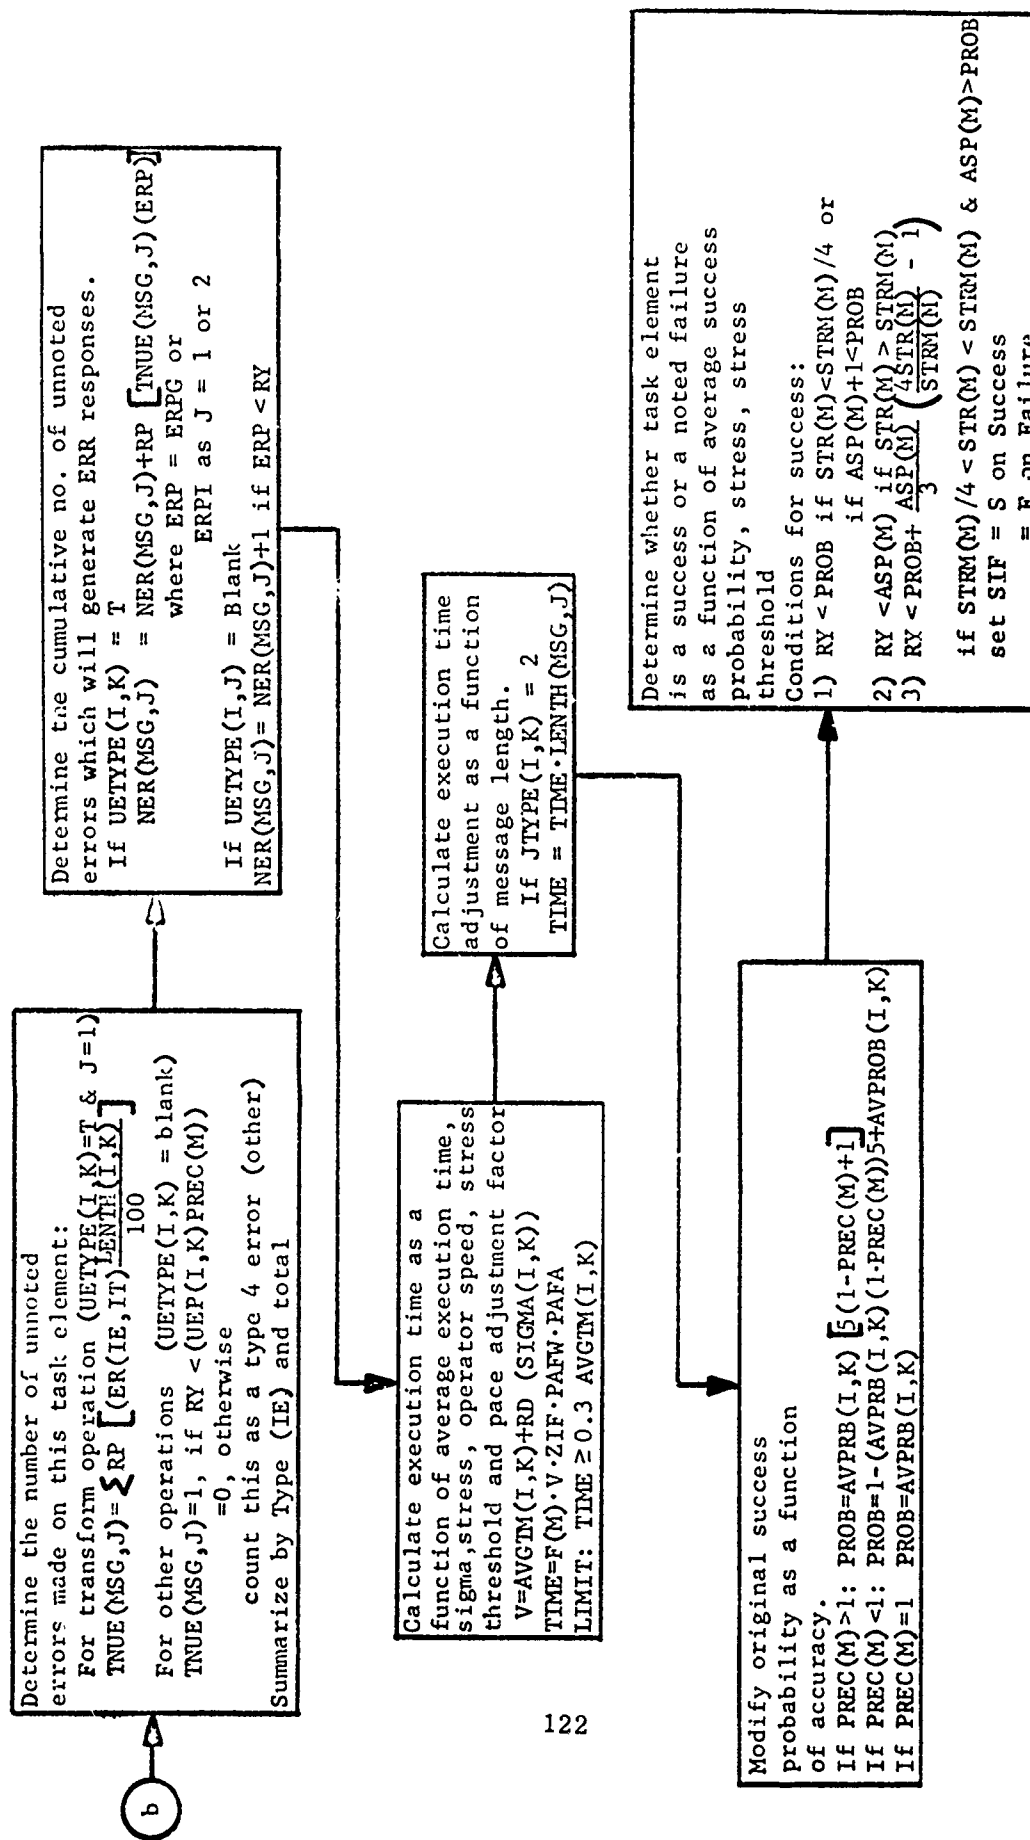 b
Determine the number of unnoted
errors made on this task element:
For transform operation (UETYPE(I,K)=T & J=1)
TNUE(MSG,J)=ΣRP [(ER(IE,IT) LENTH(I,K)]
100
For other operations (UETYPE(I,K) = blank)
TNUE(MSG,J)=1, if RY <(UEP(I,K)PREC(M))
=0, otherwise
count this as a type 4 error (other)
Summarize by Type (IE) and total
Determine the cumulative no. of unnoted
errors which will generate ERR responses.
If UETYPE(I,K) = T
NER(MSG,J) = NER(MSG,J)+RP [TNUE(MSG,J)(ERP)]
where ERP = ERPG or
ERPI as J = 1 or 2
If UETYPE(I,J) = Blank
NER(MSG,J)= NER(MSG,J)+1 if ERP < RY
Calculate execution time as a
function of average execution time,
sigma,stress, operator speed, stress
threshold and pace adjustment factor
V=AVGTM(I,K)+RD (SIGMA(I,K))
TIME=F(M)·V·ZIF·PAFW·PAFA
LIMIT: TIME ≥ 0.3 AVGTM(I,K)
Calculate execution time
adjustment as a function
of message length.
If JTYPE(I,K) = 2
TIME = TIME·LENTH(MSG,J)
Modify original success
probability as a function
of accuracy.
If PREC(M)>1: PROB=AVPRB(I,K) [5(1-PREC(M)+1]
If PREC(M)<1: PROB=1-(AVPRB(I,K)(1·PREC(M))5+AVPROB(I,K)
If PREC(M)=1 PROB=AVPRB(I,K)
Determine whether task element
is a success or a noted failure
as a function of average success
probability, stress, stress
threshold
Conditions for success:
1) RY < PROB if STR(M)<STRM(M)/4 or
if ASP(M)+1<PROB
2) RY <ASP(M) if STR(M)> STRM(M)
3) RX < PROB+ ASP(M) (4STR(M) - 1)
3 STRM(M)
if STRM(M)/4 < STR(M) < STRM(M) & ASP(M)>PROB
set SIF = S on Success
= F on Failure
122